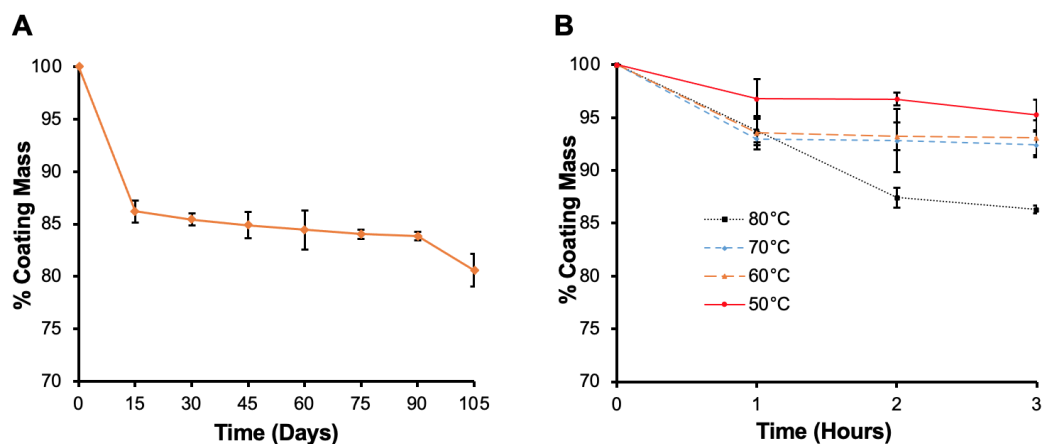 A
% Coating Mass
100
95
90
85
80
75
70
0 15 30 45 60 75 90 105
Time (Days)
B
% Coating Mass
100
95
90
85
80
75
70
80°C
70°C
60°C
50°C
0 1 2 3
Time (Hours)